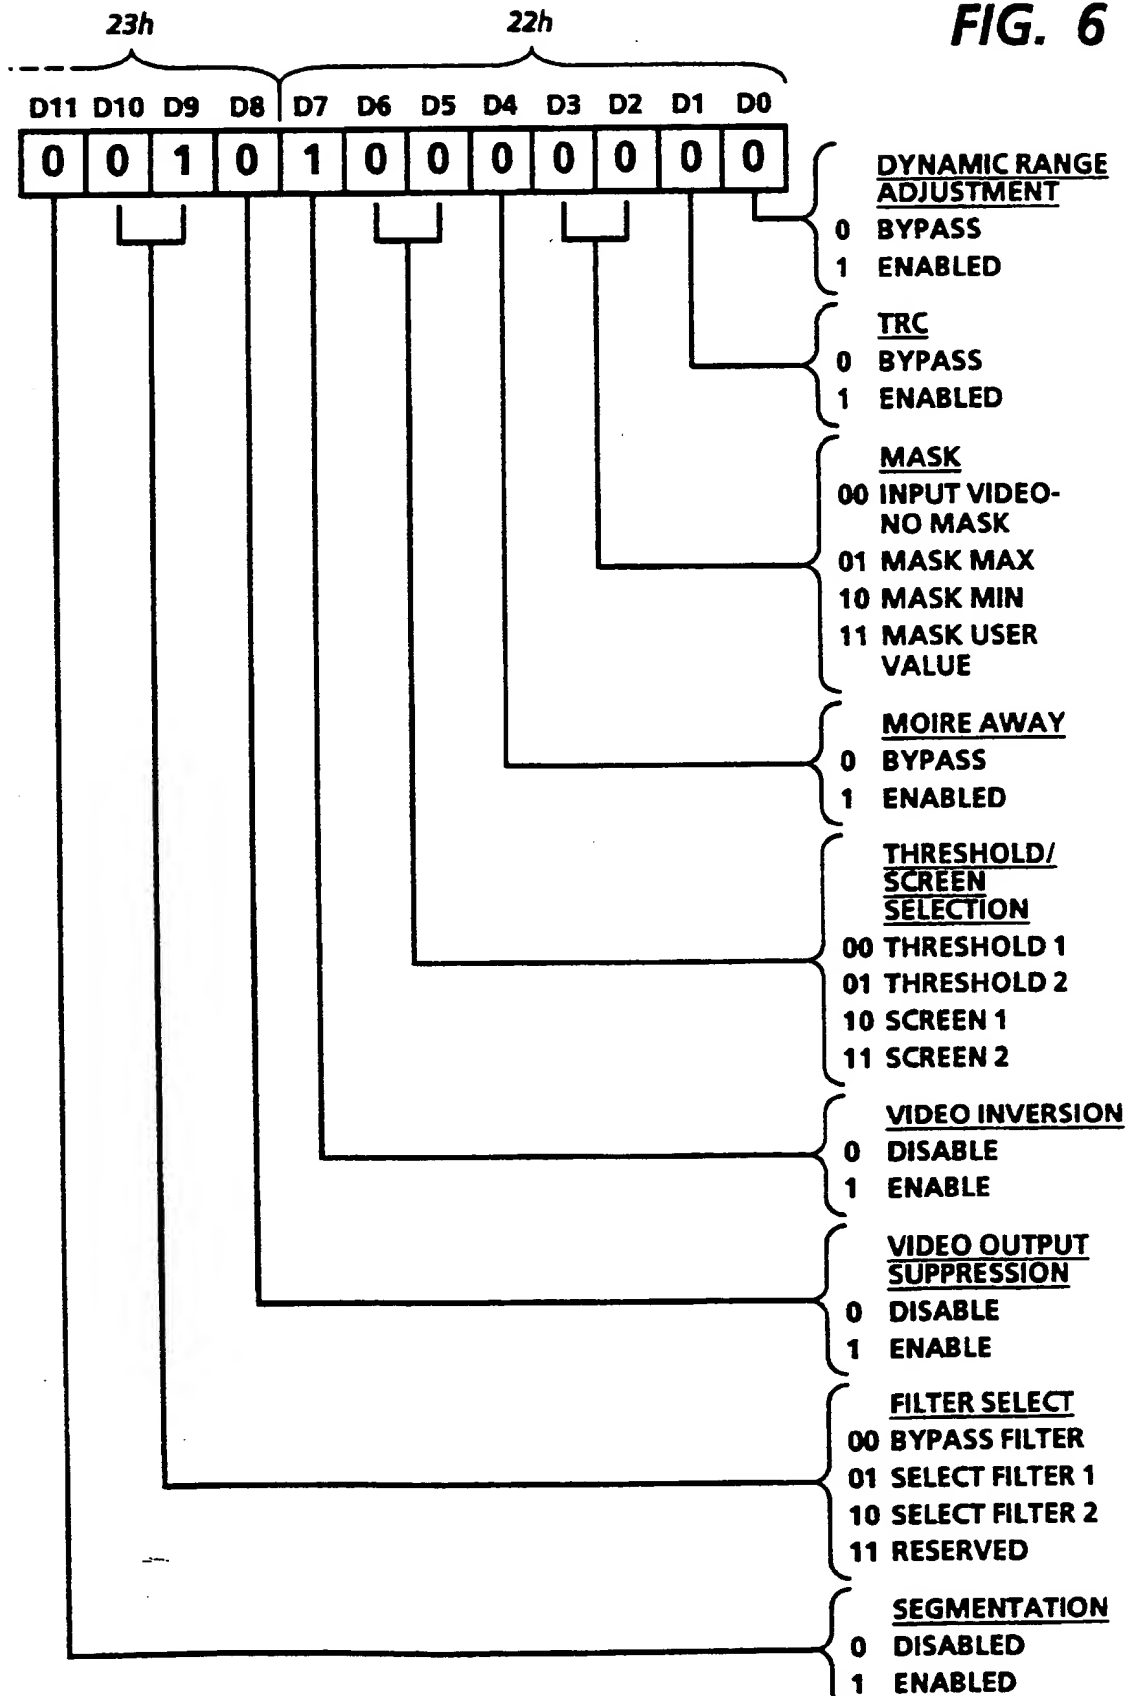 23h 22h FIG. 6
D11 D10 D9 D8 D7 D6 D5 D4 D3 D2 D1 D0
0 0 1 0 1 0 0 0 0 0 0 0
DYNAMIC RANGE
ADJUSTMENT
0 BYPASS
1 ENABLED
TRC
0 BYPASS
1 ENABLED
MASK
00 INPUT VIDEO-
NO MASK
01 MASK MAX
10 MASK MIN
11 MASK USER
VALUE
MOIRE AWAY
0 BYPASS
1 ENABLED
THRESHOLD/
SCREEN
SELECTION
00 THRESHOLD 1
01 THRESHOLD 2
10 SCREEN 1
11 SCREEN 2
VIDEO INVERSION
0 DISABLE
1 ENABLE
VIDEO OUTPUT
SUPPRESSION
0 DISABLE
1 ENABLE
FILTER SELECT
00 BYPASS FILTER
01 SELECT FILTER 1
10 SELECT FILTER 2
11 RESERVED
SEGMENTATION
0 DISABLED
1 ENABLED